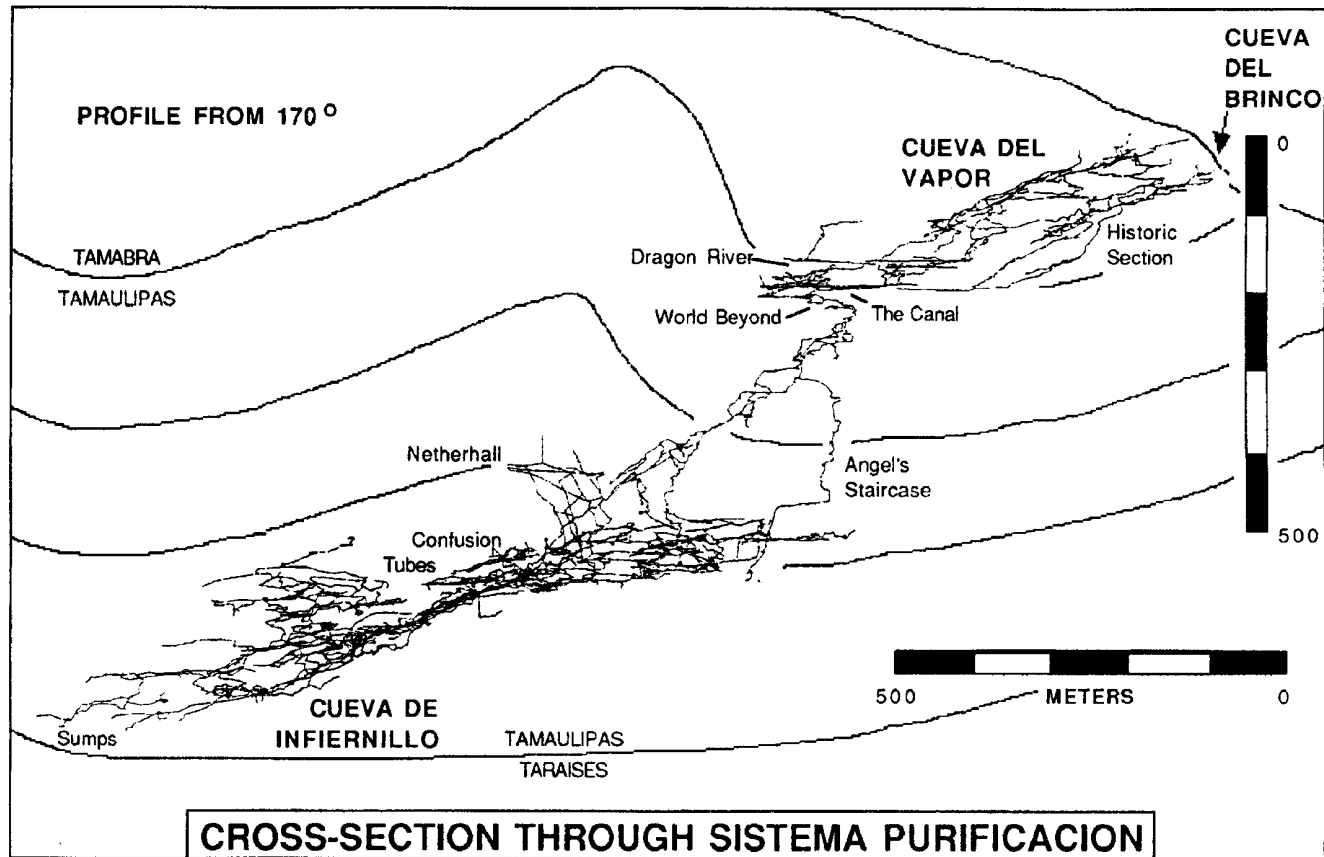 CUEVA
DEL
BRINCO
PROFILE FROM 170°
0
CUEVA DEL
VAPOR
Historic
Section
Dragon River
TAMABRA
TAMAULIPAS
World Beyond
The Canal
Netherhall
Angel's
Staircase
500
Confusion
Tubes
?
500
METERS
0
CUEVA DE
INFIERNILLO
Sumps
TAMAULIPAS
TARAISES
CROSS-SECTION THROUGH SISTEMA PURIFICACION